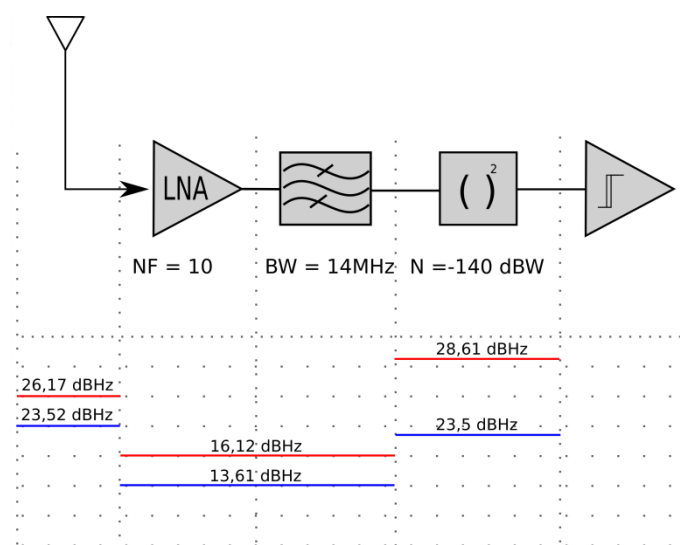 LNA
( )²
NF = 10
BW = 14MHz
N =-140 dBW
28,61 dBHz
26,17 dBHz
23,52 dBHz
23,5 dBHz
16,12 dBHz
13,61 dBHz